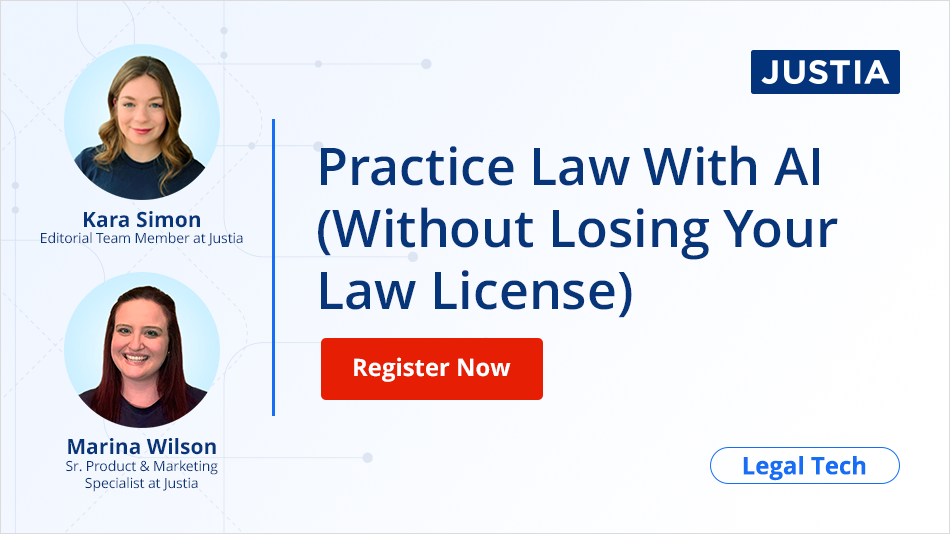 JUSTIA
Kara Simon
Editorial Team Member at Justia
Marina Wilson
Sr. Product & Marketing
Specialist at Justia
Practice Law With AI
(Without Losing Your
Law License)
Register Now
Legal Tech